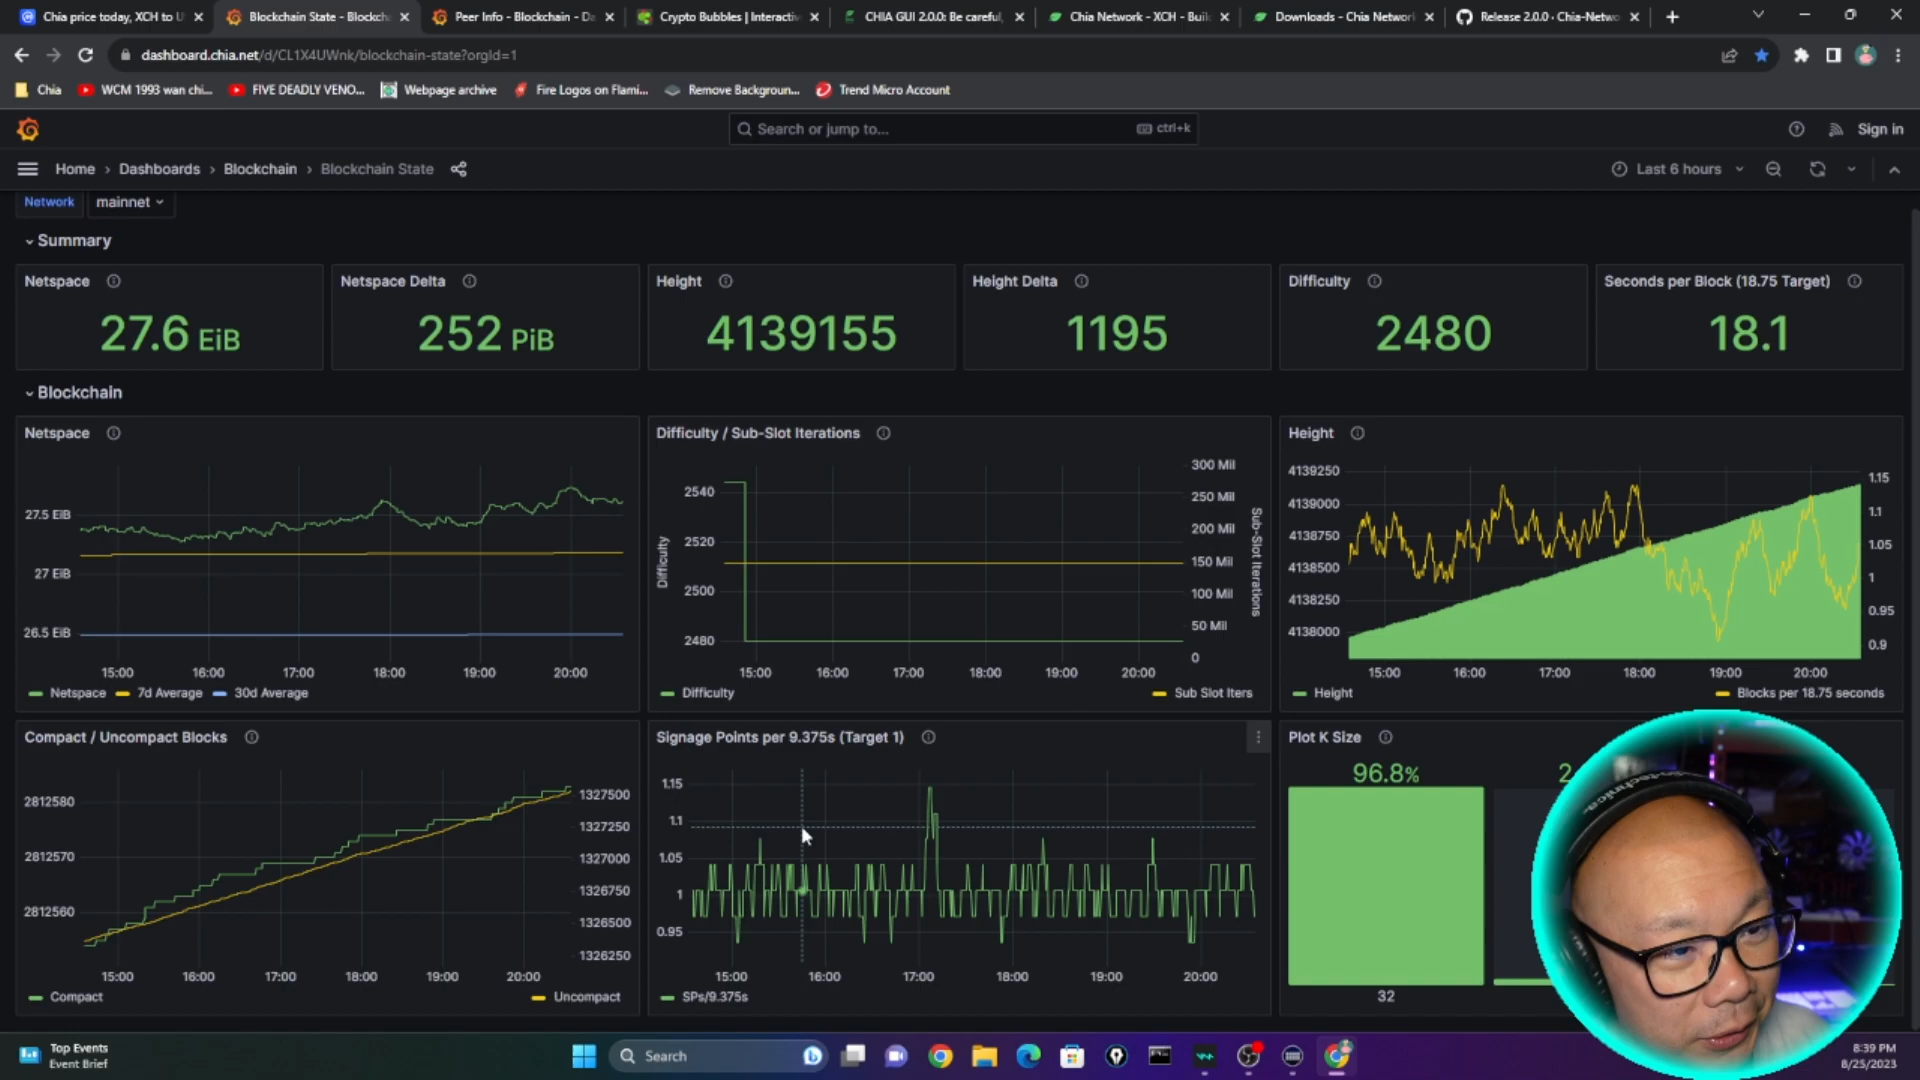 Chia price today, XCH to U
Blockchain State - Blockch
Peer Info - Blockchain - Da
Crypto Bubbles | Interactiv
CHIA GUI 2.0.0: Be careful,
Chia Network - XCH - Buil
Downloads - Chia Network
Release 2.0.0 · Chia-Netwo
dashboard.chia.net/d/CL1X4UWnk/blockchain-state?orgId=1
Chia
WCM 1993 wan chi...
FIVE DEADLY VENO...
Webpage archive
Fire Logos on Flami...
Remove Backgroun...
Trend Micro Account
Search or jump to...
ctrl+k
Sign in
Home › Dashboards › Blockchain › Blockchain State
Last 6 hours
Network
mainnet
Summary
Netspace
27.6 EiB
Netspace Delta
252 PiB
Height
4139155
Height Delta
1195
Difficulty
2480
Seconds per Block (18.75 Target)
18.1
Blockchain
Netspace
27.5 EiB
27 EiB
26.5 EiB
15:00 16:00 17:00 18:00 19:00 20:00
Netspace 7d Average 30d Average
Difficulty / Sub-Slot Iterations
Difficulty
2540
2520
2500
2480
300 Mil
250 Mil
200 Mil
150 Mil
100 Mil
50 Mil
0
Sub-Slot Iterations
15:00 16:00 17:00 18:00 19:00 20:00
Difficulty
Sub Slot Iters
Height
4139250
4139000
4138750
4138500
4138250
4138000
1.15
1.1
1.05
1
0.95
0.9
15:00 16:00 17:00 18:00 19:00 20:00
Height
Blocks per 18.75 seconds
Compact / Uncompact Blocks
2812580
2812570
2812560
1327500
1327250
1327000
1326750
1326500
1326250
15:00 16:00 17:00 18:00 19:00 20:00
Compact
Uncompact
Signage Points per 9.375s (Target 1)
1.15
1.1
1.05
1
0.95
15:00 16:00 17:00 18:00 19:00 20:00
SPs/9.375s
Plot K Size
96.8%
32
audio-technica
Top Events
Event Brief
Search
8:39 PM
8/25/2023